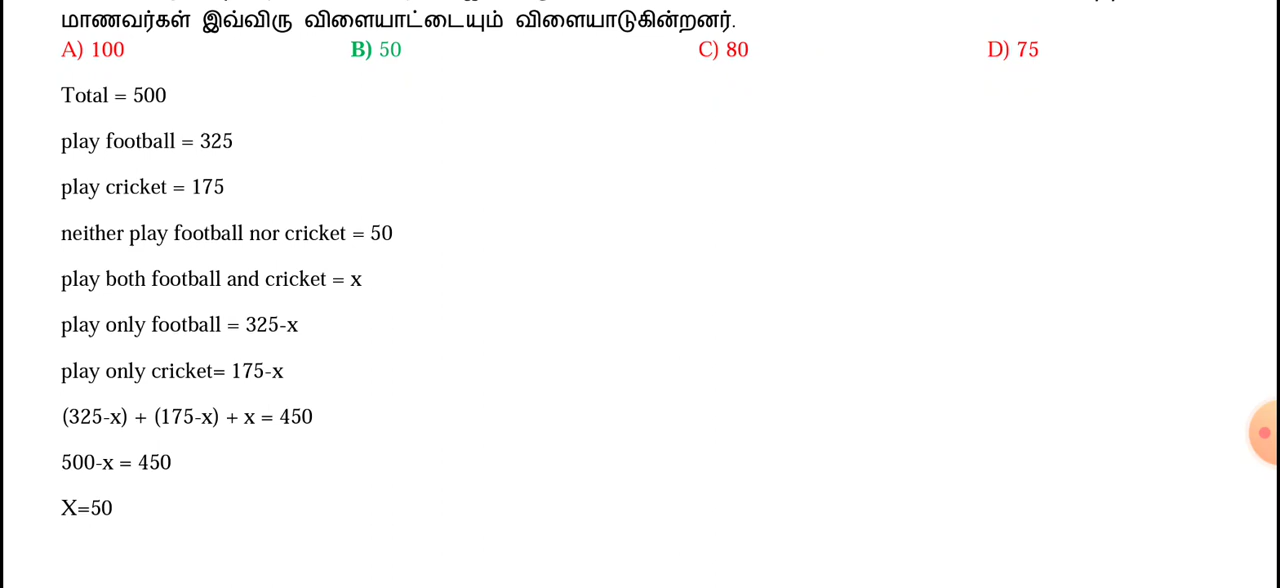 மாணவர்கள் இவ்விரு விளையாட்டையும் விளையாடுகின்றனர்.
A) 100 B) 50 C) 80 D) 75
Total = 500
play football = 325
play cricket = 175
neither play football nor cricket = 50
play both football and cricket = x
play only football = 325-x
play only cricket= 175-x
(325-x) + (175-x) + x = 450
500-x = 450
X=50